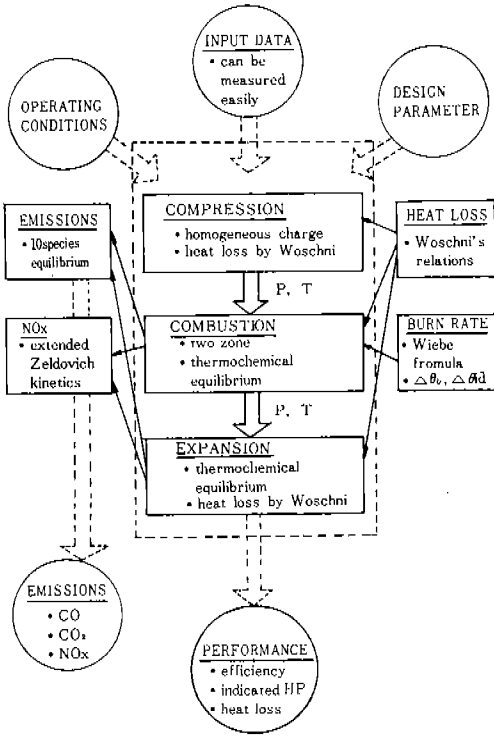 INPUT DATA
• can be
measured
easily
OPERATING
CONDITIONS
DESIGN
PARAMETER
COMPRESSION
• homogeneous charge
• heat loss by Woschni
EMISSIONS
• 10species
equilibrium
HEAT LOSS
• Woschni's
relations
P, T
NOx
• extended
Zeldovich
kinetics
COMBUSTION
• two zone
• thermochemical
equilibrium
BURN RATE
• Wiebe
fromula
• △θb, △θid
P, T
EXPANSION
• thermochemical
equilibrium
• heat loss by Woschni
EMISSIONS
• CO
• CO₂
• NOx
PERFORMANCE
• efficiency
• indicated HP
• heat loss